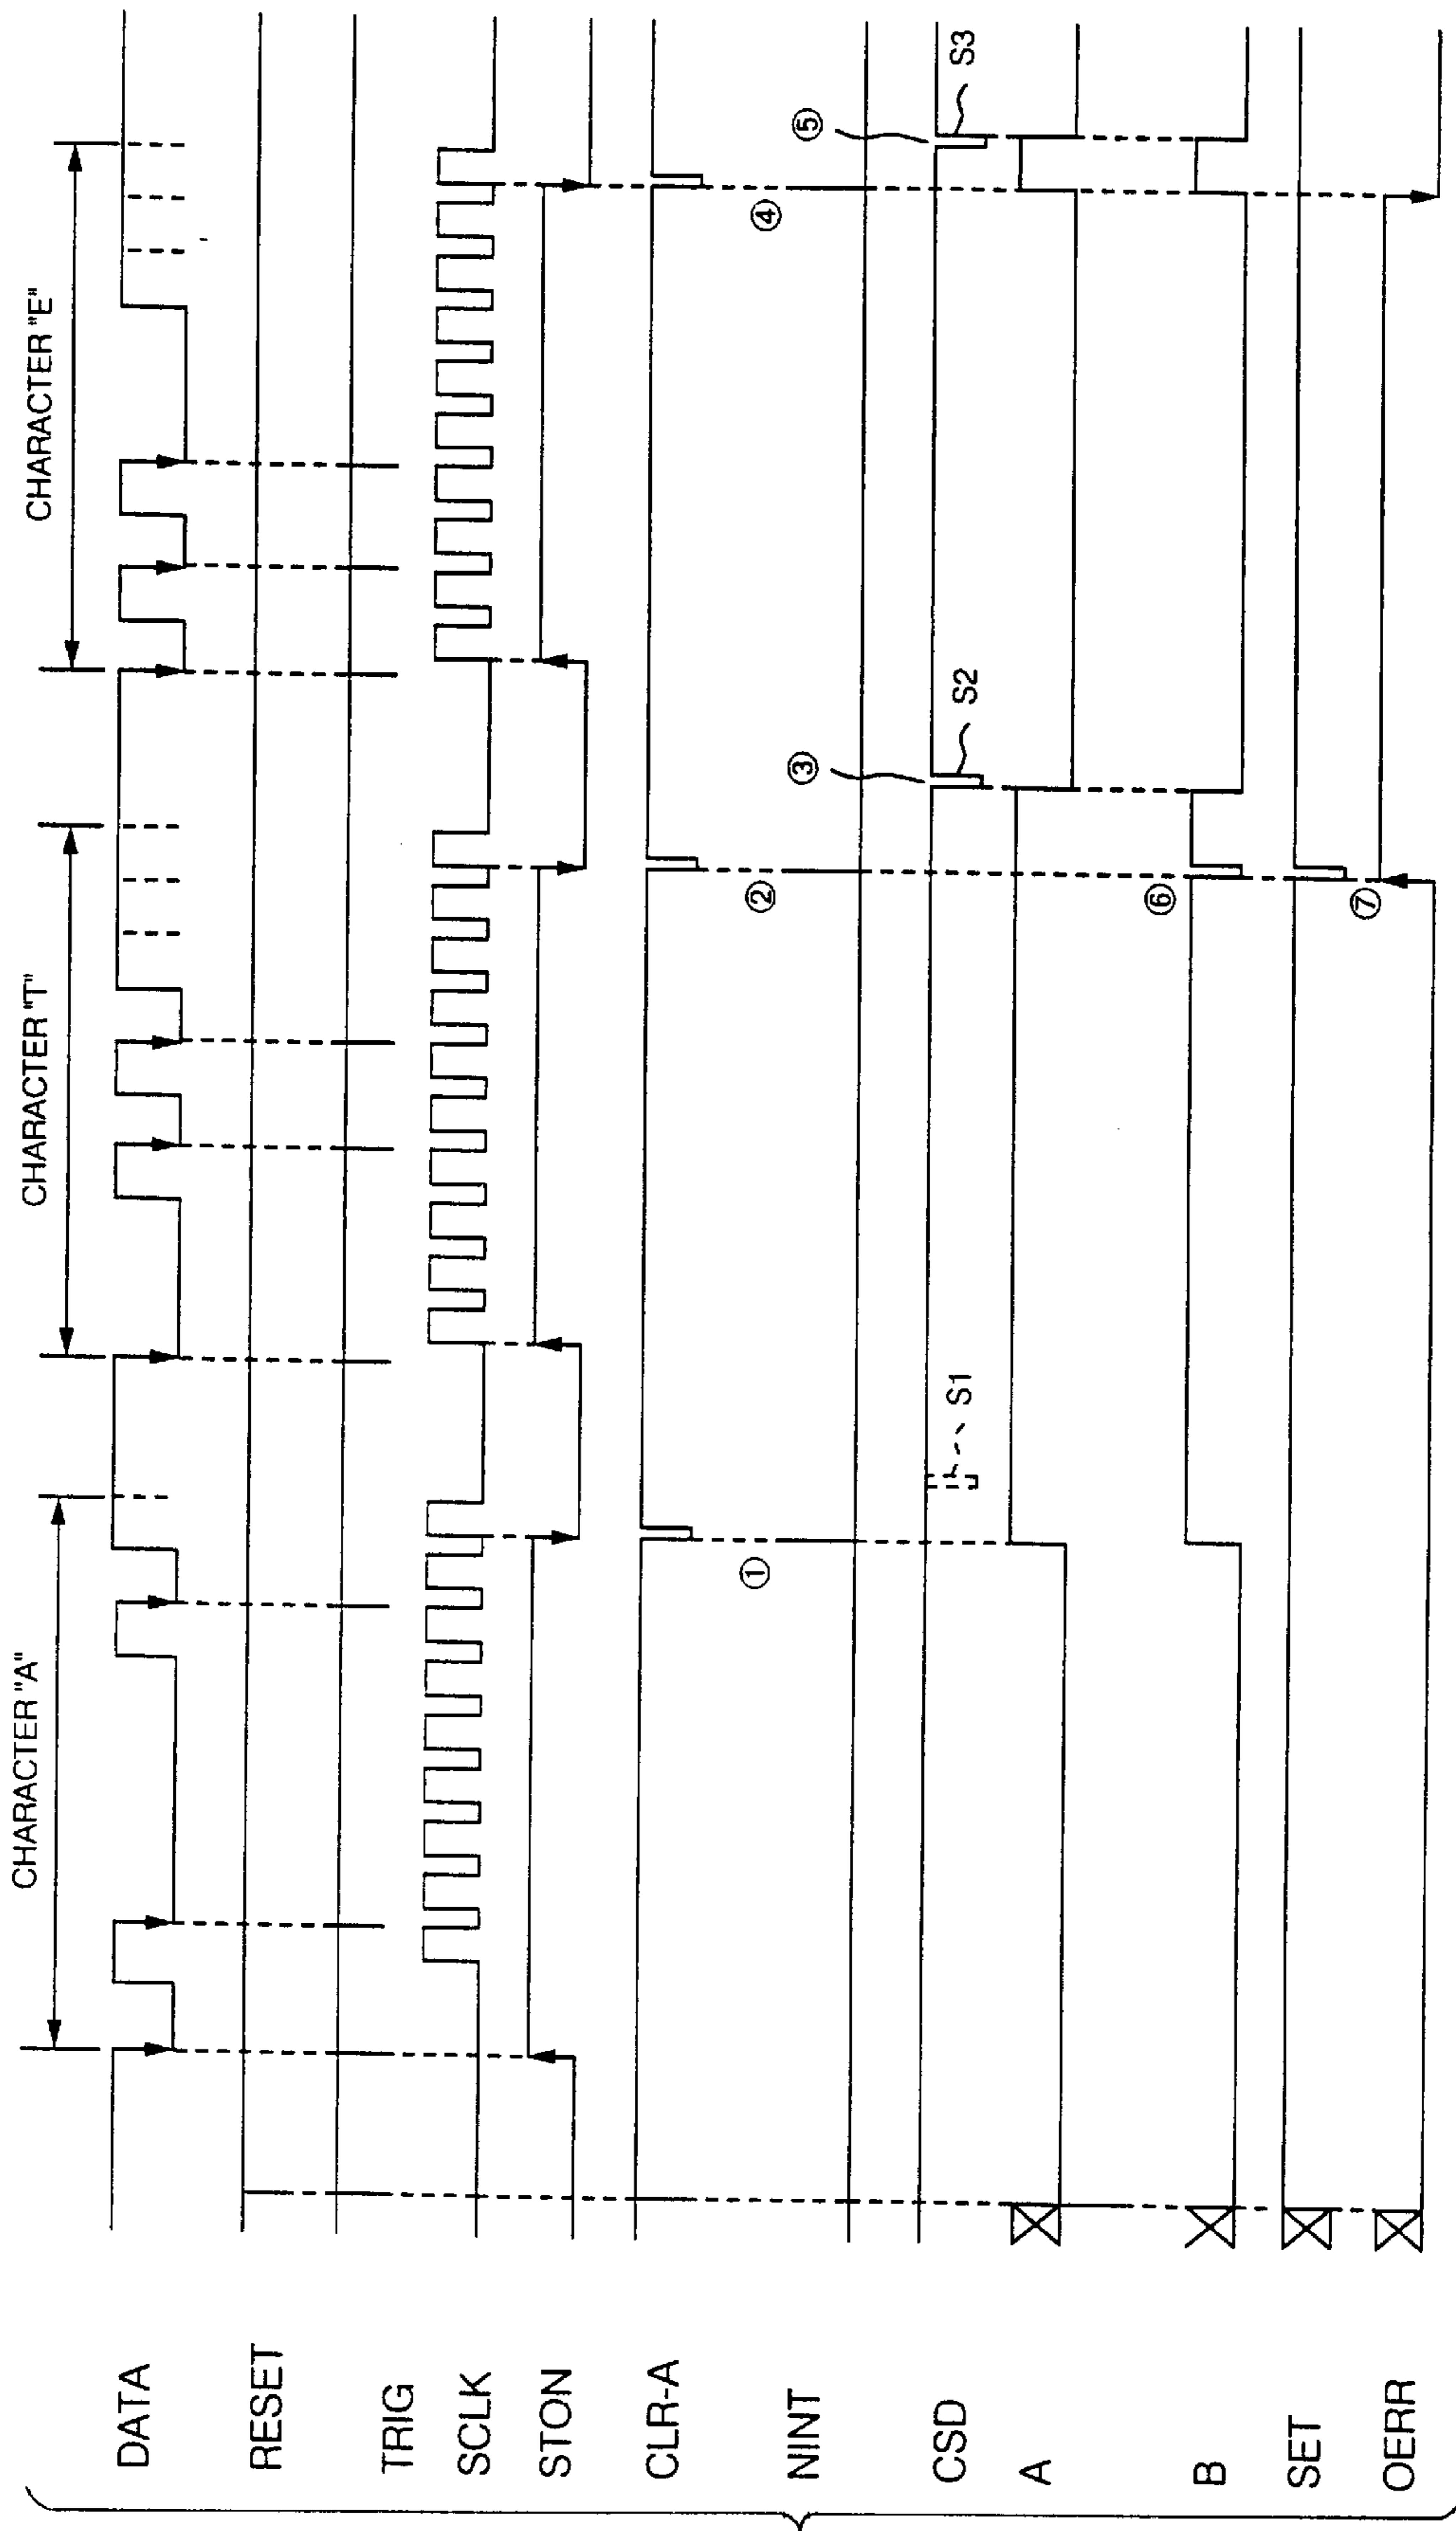 CHARACTER "A"
CHARACTER "T"
CHARACTER "E"
DATA
RESET
TRIG
SCLK
STON
CLR-A
①
②
④
NINT
③
⑤
CSD
S1
S2
S3
A
⑥
B
SET
⑦
OERR